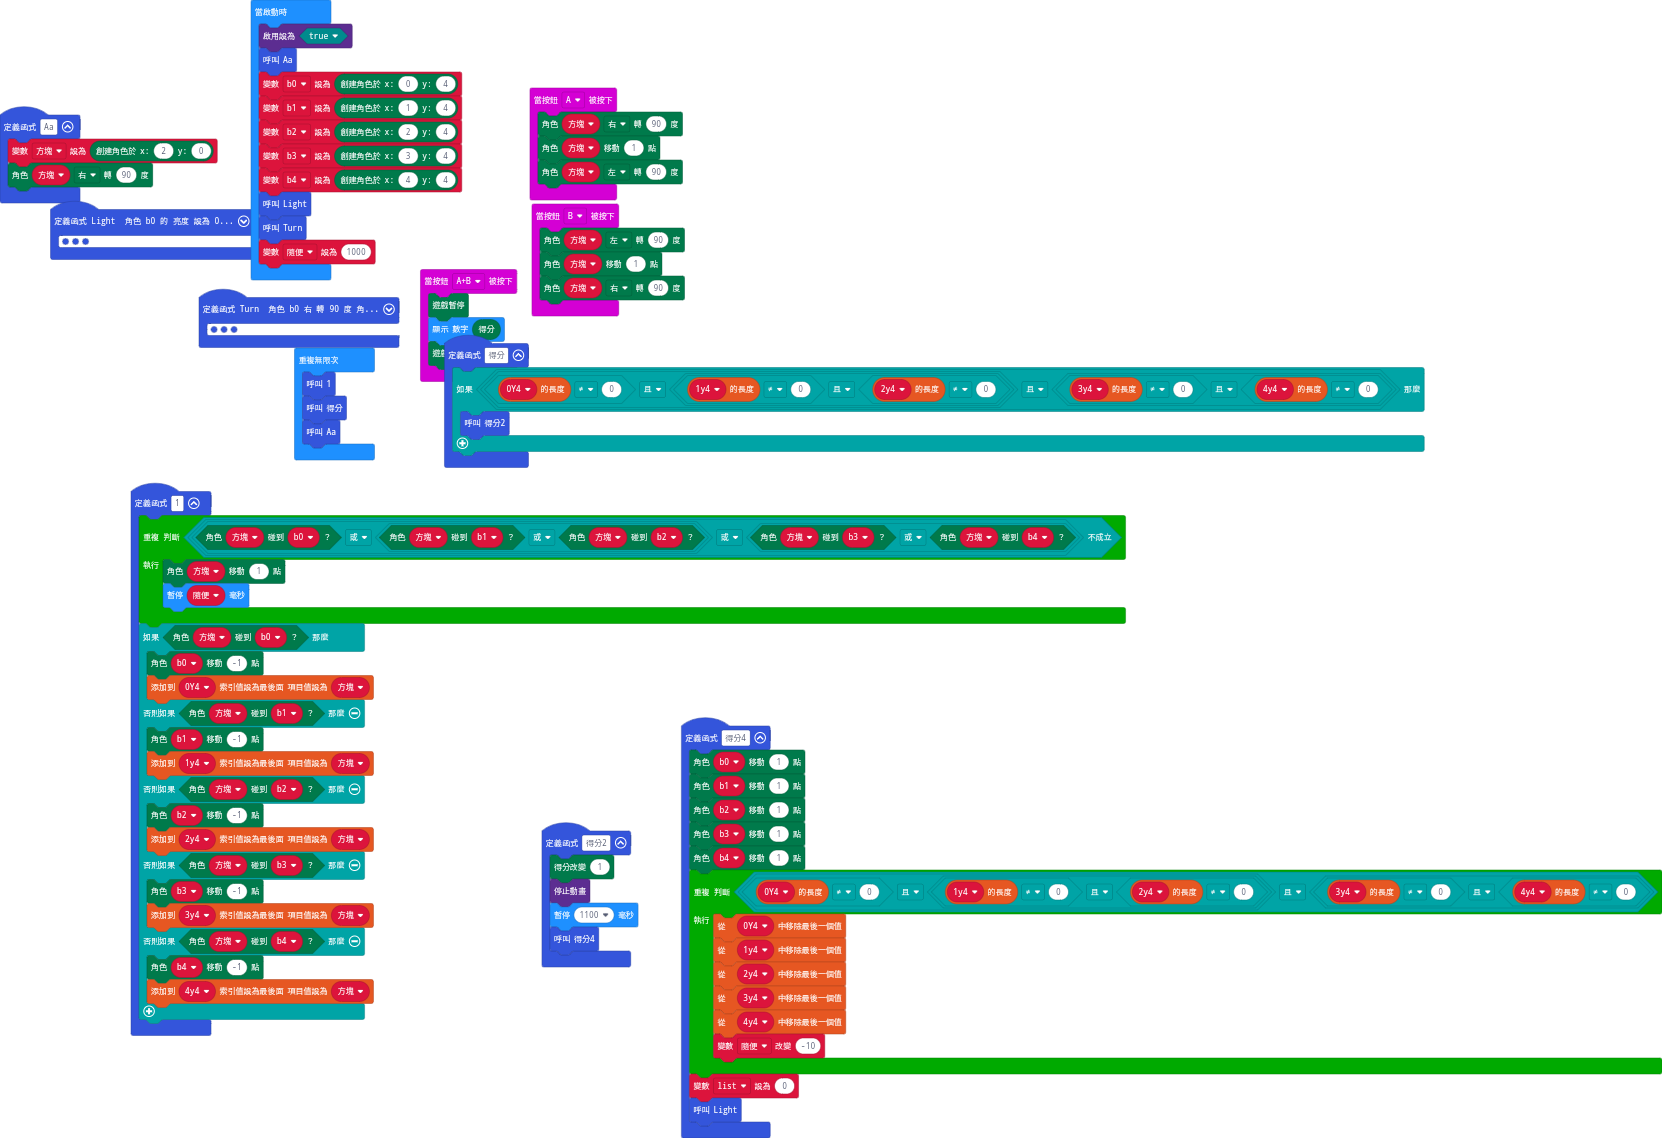 當啟動時
啟用設為 true
呼叫 Aa
變數 b0 設為 創建角色於 x: 0 y: 4
變數 b1 設為 創建角色於 x: 1 y: 4
變數 b2 設為 創建角色於 x: 2 y: 4
變數 b3 設為 創建角色於 x: 3 y: 4
變數 b4 設為 創建角色於 x: 4 y: 4
呼叫 Light
呼叫 Turn
變數 隨便 設為 1000
定義函式 Aa
變數 方塊 設為 創建角色於 x: 2 y: 0
角色 方塊 右 轉 90 度
定義函式 Light 角色 b0 的 亮度 設為 0...
當按鈕 A 被按下
角色 方塊 右 轉 90 度
角色 方塊 移動 1 點
角色 方塊 左 轉 90 度
當按鈕 B 被按下
角色 方塊 左 轉 90 度
角色 方塊 移動 1 點
角色 方塊 右 轉 90 度
當按鈕 A+B 被按下
遊戲暫停
顯示 數字 得分
定義函式 Turn 角色 b0 右 轉 90 度 角...
重複無限次
呼叫 1
呼叫 得分
呼叫 Aa
定義函式 得分
如果 0Y4 的長度 ≠ 0 且 1y4 的長度 ≠ 0 且 2y4 的長度 ≠ 0 且 3y4 的長度 ≠ 0 且 4y4 的長度 ≠ 0 那麼
呼叫 得分2
定義函式 1
重複 判斷 角色 方塊 碰到 b0 ? 或 角色 方塊 碰到 b1 ? 或 角色 方塊 碰到 b2 ? 或 角色 方塊 碰到 b3 ? 或 角色 方塊 碰到 b4 ? 不成立
執行 角色 方塊 移動 1 點
暫停 隨便 毫秒
如果 角色 方塊 碰到 b0 ? 那麼
角色 b0 移動 -1 點
添加到 0Y4 索引值設為最後面 項目值設為 方塊
否則如果 角色 方塊 碰到 b1 ? 那麼
角色 b1 移動 -1 點
添加到 1y4 索引值設為最後面 項目值設為 方塊
否則如果 角色 方塊 碰到 b2 ? 那麼
角色 b2 移動 -1 點
添加到 2y4 索引值設為最後面 項目值設為 方塊
否則如果 角色 方塊 碰到 b3 ? 那麼
角色 b3 移動 -1 點
添加到 3y4 索引值設為最後面 項目值設為 方塊
否則如果 角色 方塊 碰到 b4 ? 那麼
角色 b4 移動 -1 點
添加到 4y4 索引值設為最後面 項目值設為 方塊
定義函式 得分2
得分改變 1
停止動畫
暫停 1100 毫秒
呼叫 得分4
定義函式 得分4
角色 b0 移動 1 點
角色 b1 移動 1 點
角色 b2 移動 1 點
角色 b3 移動 1 點
角色 b4 移動 1 點
重複 判斷 0Y4 的長度 ≠ 0 且 1y4 的長度 ≠ 0 且 2y4 的長度 ≠ 0 且 3y4 的長度 ≠ 0 且 4y4 的長度 ≠ 0
執行 從 0Y4 中移除最後一個值
從 1y4 中移除最後一個值
從 2y4 中移除最後一個值
從 3y4 中移除最後一個值
從 4y4 中移除最後一個值
變數 隨便 改變 -10
變數 list 設為 0
呼叫 Light